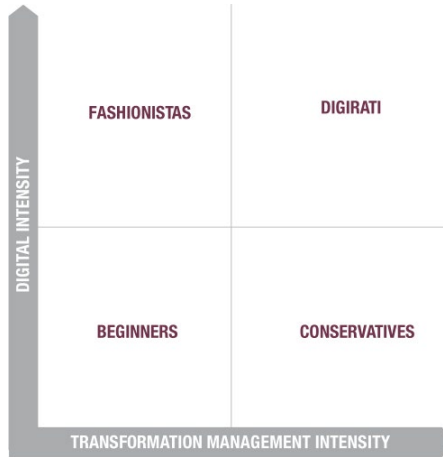 FASHIONISTAS
DIGIRATI
DIGITAL INTENSITY
BEGINNERS
CONSERVATIVES
TRANSFORMATION MANAGEMENT INTENSITY